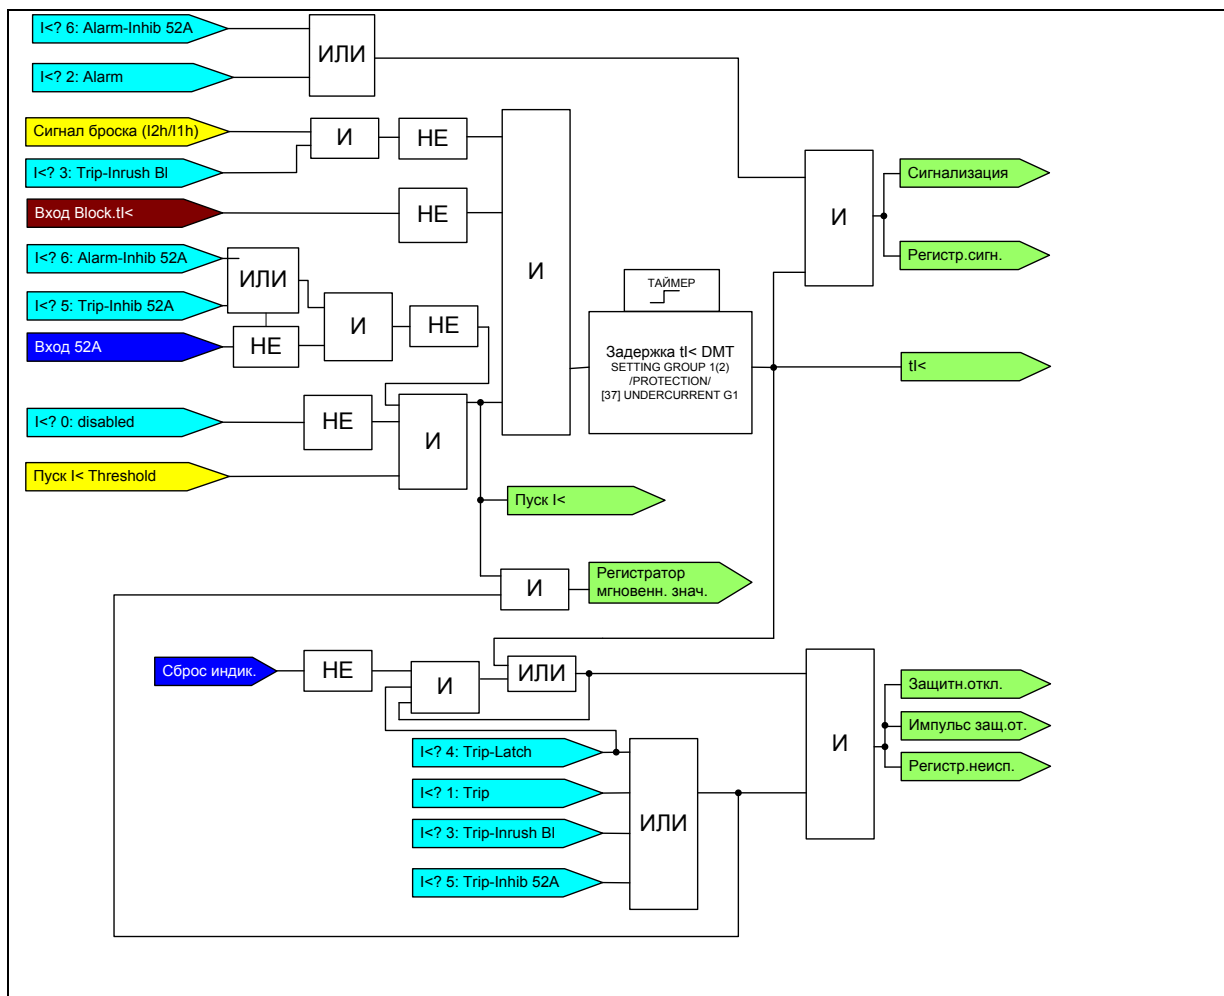 I<? 6: Alarm-Inhib 52A
ИЛИ
I<? 2: Alarm
Сигнал броска (I2h/I1h)
И
НЕ
I<? 3: Trip-Inrush Bl
Вход Block.tI<
НЕ
И
И
Сигнализация
Регистр.сигн.
I<? 6: Alarm-Inhib 52A
ИЛИ
I<? 5: Trip-Inhib 52A
И
НЕ
Вход 52A
НЕ
ТАЙМЕР
Задержка tI< DMT
SETTING GROUP 1(2)
/PROTECTION/
[37] UNDERCURRENT G1
tI<
I<? 0: disabled
НЕ
И
Пуск I< Threshold
Пуск I<
И
Регистратор
мгновенн. знач.
Сброс индик.
НЕ
И
ИЛИ
И
Защитн.откл.
Импульс защ.от.
Регистр.неисп.
I<? 4: Trip-Latch
I<? 1: Trip
ИЛИ
I<? 3: Trip-Inrush Bl
I<? 5: Trip-Inhib 52A